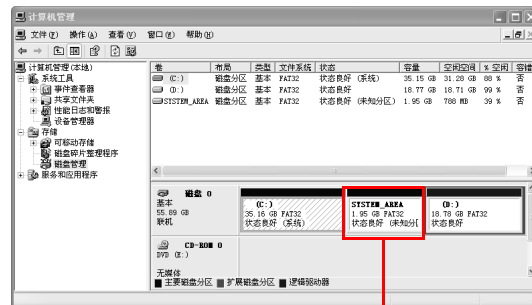 计算机管理
文件(F) 操作(A) 查看(V) 窗口(W) 帮助(H)
计算机管理(本地)
系统工具
事件查看器
共享文件夹
性能日志和警报
设备管理器
存储
可移动存储
磁盘碎片整理程序
磁盘管理
服务和应用程序
卷 布局 类型 文件系统 状态 容量 空闲空间 % 空闲 容错
(C:) 磁盘分区 基本 FAT32 状态良好 (系统) 35.15 GB 31.28 GB 88 % 否
(D:) 磁盘分区 基本 FAT32 状态良好 18.77 GB 18.71 GB 99 % 否
SYSTEM_AREA 磁盘分区 基本 FAT32 状态良好 (未知分区) 1.95 GB 788 MB 39 % 否
磁盘 0
基本
55.89 GB
联机
(C:)
35.16 GB FAT32
状态良好 (系统)
SYSTEM_AREA
1.95 GB FAT32
状态良好 (未知分[
(D:)
18.78 GB FAT32
状态良好
CD-ROM 0
DVD (E:)
无媒体
主要磁盘分区 扩展磁盘分区 逻辑驱动器